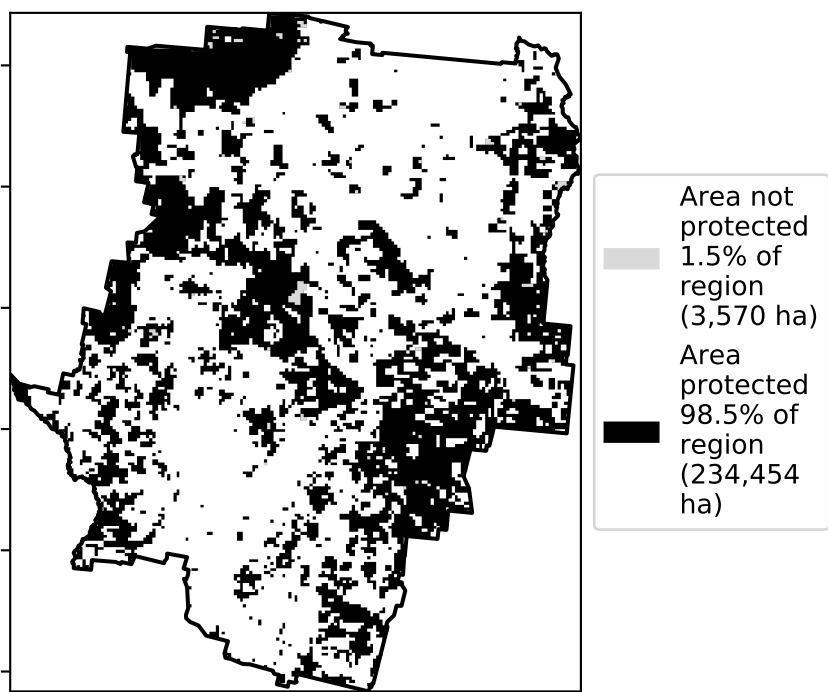 Area not
protected
1.5% of
region
(3,570 ha)
Area
protected
98.5% of
region
(234,454
ha)